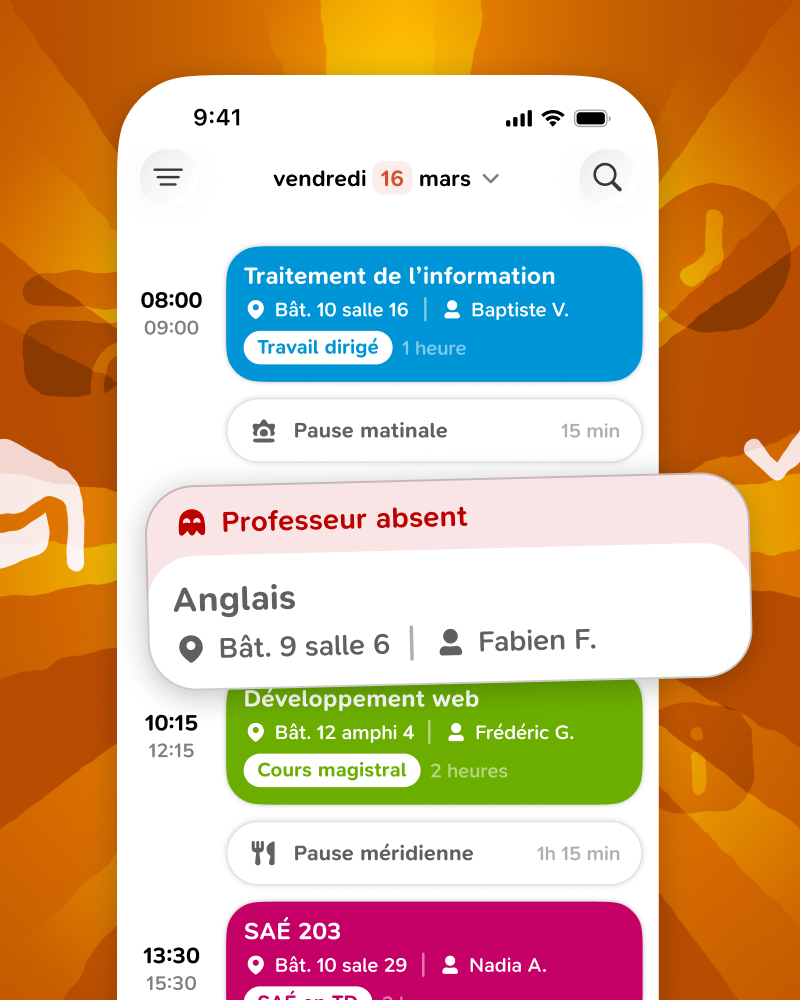 9:41
vendredi 16 mars
08:00
09:00
Traitement de l’information
Bât. 10 salle 16 | Baptiste V.
Travail dirigé 1 heure
Pause matinale 15 min
Professeur absent
Anglais
Bât. 9 salle 6 | Fabien F.
10:15
12:15
Développement web
Bât. 12 amphi 4 | Frédéric G.
Cours magistral 2 heures
Pause méridienne 1h 15 min
13:30
15:30
SAÉ 203
Bât. 10 sale 29 | Nadia A.
SAÉ en TD